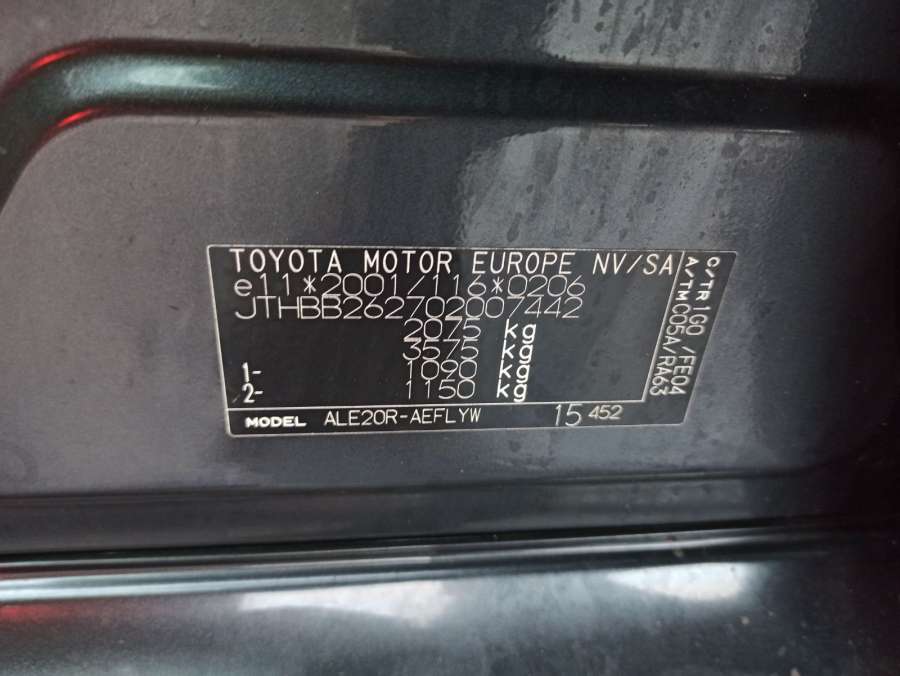 TOYOTA MOTOR EUROPE NV/SA
e11*2001/116*0206
JTHBB262702007442
2075 kg
3575 kg
1- 1090 kg
2- 1150 kg
MODEL ALE20R-AEFLYW 15 452
C/TR 1G0 /FE04
A/TM C05A/RA63